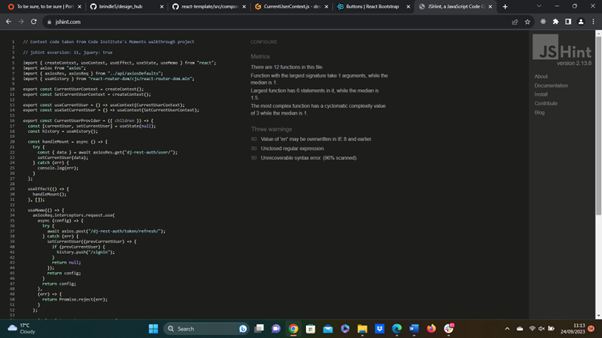 To be sure, to be sure | Port
brindle5/design_hub
react-template/src/compone
CurrentUserContext.js - des
Buttons | React Bootstrap
JSHint, a JavaScript Code Qu
jshint.com
1 // Context code taken from Code Institute's Moments walkthrough project
2
3 // jshint esversion: 11, jquery: true
4
5 import { createContext, useContext, useEffect, useState, useMemo } from "react";
6 import axios from "axios";
7 import { axiosRes, axiosReq } from "../api/axiosDefaults";
8 import { useHistory } from "react-router-dom/cjs/react-router-dom.min";
9
10 export const CurrentUserContext = createContext();
11 export const SetCurrentUserContext = createContext();
12
13 export const useCurrentUser = () => useContext(CurrentUserContext);
14 export const useSetCurrentUser = () => useContext(SetCurrentUserContext);
15
16 export const CurrentUserProvider = ({ children }) => {
17 const [currentUser, setCurrentUser] = useState(null);
18 const history = useHistory();
19
20 const handleMount = async () => {
21 try {
22 const { data } = await axiosRes.get("dj-rest-auth/user/");
23 setCurrentUser(data);
24 } catch (err) {
25 console.log(err);
26 }
27 };
28
29 useEffect(() => {
30 handleMount();
31 }, []);
32
33 useMemo(() => {
34 axiosReq.interceptors.request.use(
35 async (config) => {
36 try {
37 await axios.post("/dj-rest-auth/token/refresh/");
38 } catch (err) {
39 setCurrentUser((prevCurrentUser) => {
40 if (prevCurrentUser) {
41 history.push("/signin");
42 }
43 return null;
44 });
45 return config;
46 }
47 return config;
48 },
49 (err) => {
50 return Promise.reject(err);
51 }
52 );
CONFIGURE
Metrics
There are 12 functions in this file.
Function with the largest signature take 1 arguments, while the
median is 1.
Largest function has 6 statements in it, while the median is
1.5.
The most complex function has a cyclomatic complexity value
of 3 while the median is 1.
Three warnings
Value of 'err' may be overwritten in IE 8 and earlier.
Unclosed regular expression.
Unrecoverable syntax error. (96% scanned).
JSHint
version 2.13.6
About
Documentation
Install
Contribute
Blog
17°C
Cloudy
Search
11:13
24/09/2023